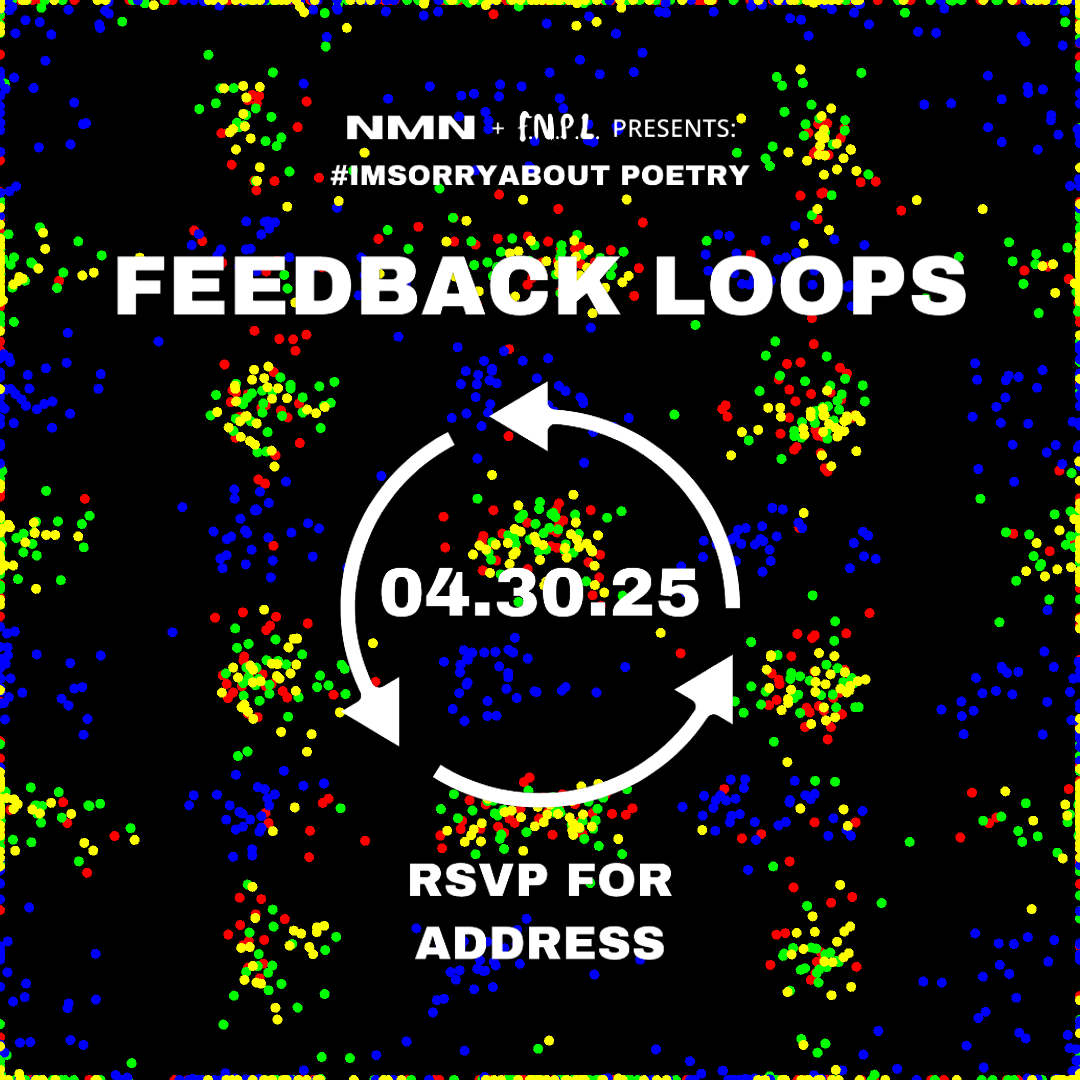 NMN + F.N.P.L. PRESENTS:
#IMSORRYABOUT POETRY
FEEDBACK LOOPS
04.30.25
RSVP FOR
ADDRESS